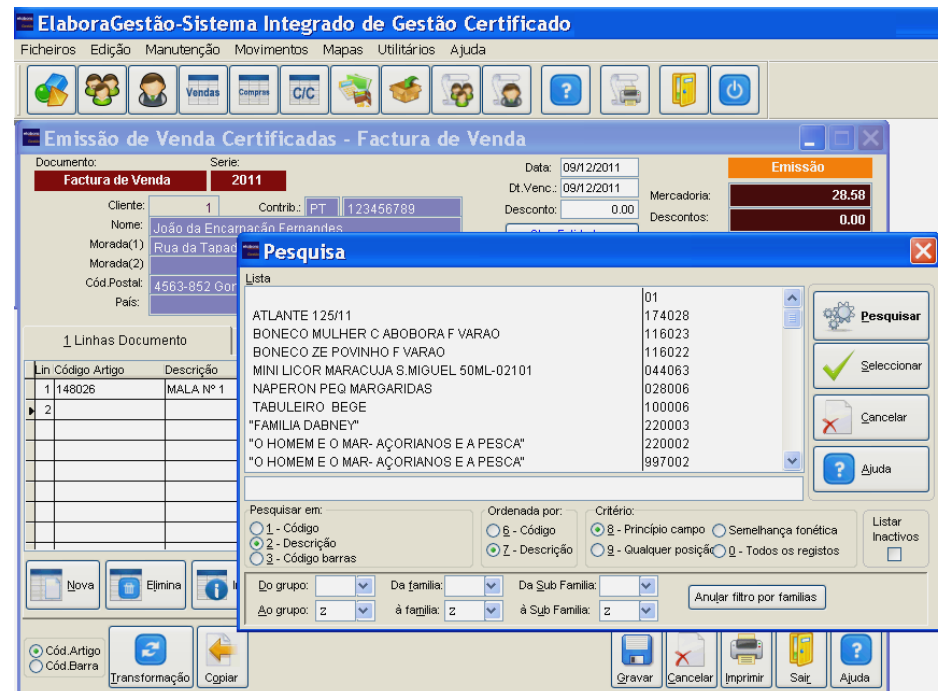 ElaboraGestão-Sistema Integrado de Gestão Certificado
Ficheiros Edição Manutenção Movimentos Mapas Utilitários Ajuda
Vendas Compras C/C
Emissão de Venda Certificadas - Factura de Venda
Documento: Serie: Data: 09/12/2011 Emissão
Factura de Venda 2011 Dt.Venc.: 09/12/2011 Mercadoria: 28.58
Cliente: 1 Contrib.: PT 123456789 Desconto: 0.00 Descontos: 0.00
Nome: João da Encarnação Fernandes
Morada(1) Rua da Tapad
Morada(2)
Cód.Postal: 4563-852 Gor
País:
1 Linhas Documento
Lin Código Artigo Descrição
1 148026 MALA Nº 1
2
Pesquisa
Lista
01
ATLANTE 125/11 174028
BONECO MULHER C ABOBORA F VARAO 116023
BONECO ZE POVINHO F VARAO 116022
MINI LICOR MARACUJA S.MIGUEL 50ML-02101 044063
NAPERON PEQ MARGARIDAS 028006
TABULEIRO BEGE 100006
"FAMILIA DABNEY" 220003
"O HOMEM E O MAR- AÇORIANOS E A PESCA" 220002
"O HOMEM E O MAR- AÇORIANOS E A PESCA" 997002
Pesquisar
Seleccionar
Cancelar
Ajuda
Pesquisar em: Ordenada por: Critério:
1 - Código 6 - Código 8 - Princípio campo Semelhança fonética
2 - Descrição 7 - Descrição 9 - Qualquer posição 0 - Todos os registos
3 - Código barras
Listar
Inactivos
Do grupo: Da familia: Da Sub Familia:
Ao grupo: z à familia: z à Sub Familia: z
Anular filtro por familias
Nova Elimina
Cód.Artigo
Cód.Barra
Transformação Copiar Gravar Cancelar Imprimir Sair Ajuda